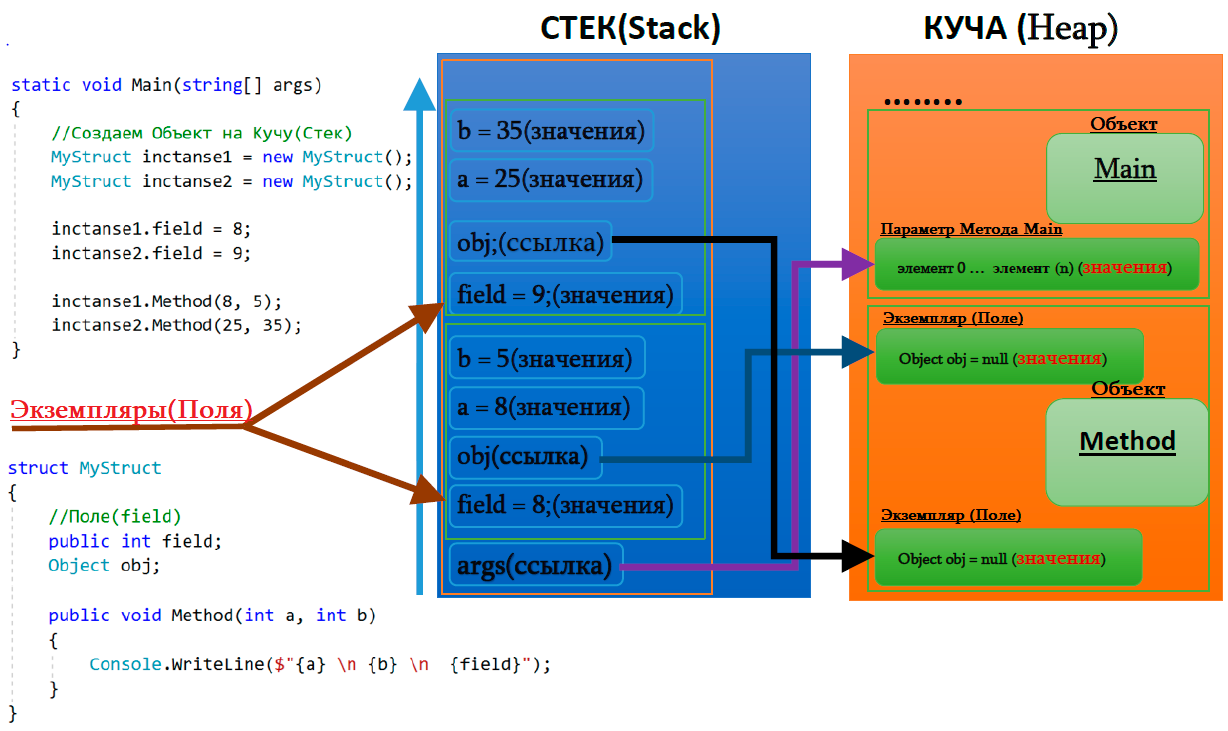 СТЕК(Stack)
КУЧА (Heap)
static void Main(string[] args)
{
//Создаем Объект на Кучу(Стек)
MyStruct inctanse1 = new MyStruct();
MyStruct inctanse2 = new MyStruct();
inctanse1.field = 8;
inctanse2.field = 9;
inctanse1.Method(8, 5);
inctanse2.Method(25, 35);
}
Экземпляры(Поля)
struct MyStruct
{
//Поле(field)
public int field;
Object obj;
public void Method(int a, int b)
{
Console.WriteLine($"{a} \n {b} \n  {field}");
}
}
b = 35(значения)
a = 25(значения)
obj;(ссылка)
field = 9;(значения)
b = 5(значения)
a = 8(значения)
obj(ссылка)
field = 8;(значения)
args(ссылка)
........
Объект
Main
Параметр Метода Main
элемент 0 ... элемент (n) (значения)
Экземпляр (Поле)
Object obj = null (значения)
Объект
Method
Экземпляр (Поле)
Object obj = null (значения)